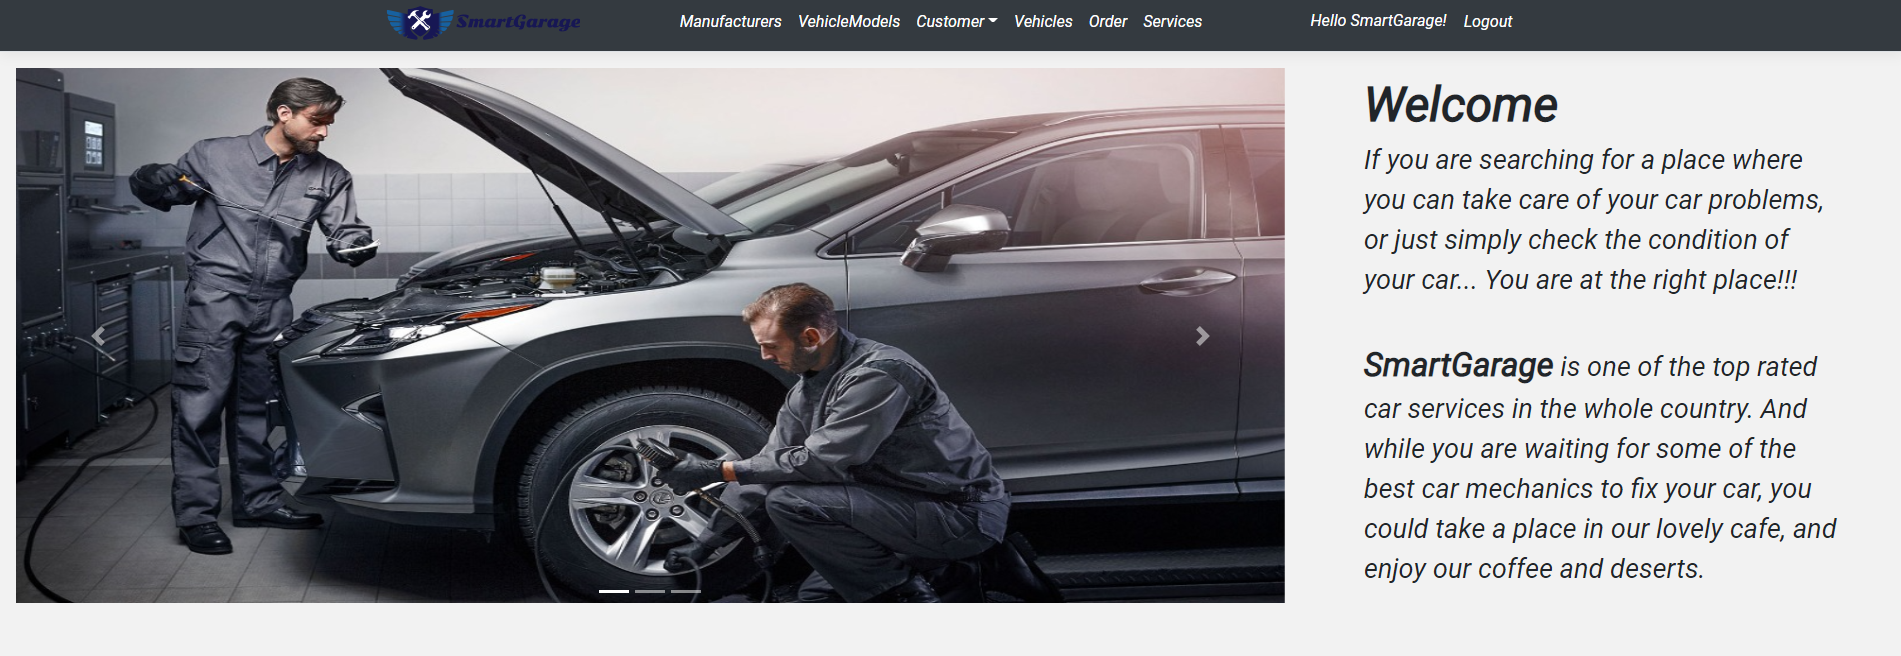 SmartGarage
Manufacturers VehicleModels Customer Vehicles Order Services
Hello SmartGarage! Logout
Welcome
If you are searching for a place where
you can take care of your car problems,
or just simply check the condition of
your car... You are at the right place!!!
SmartGarage is one of the top rated
car services in the whole country. And
while you are waiting for some of the
best car mechanics to fix your car, you
could take a place in our lovely cafe, and
enjoy our coffee and deserts.